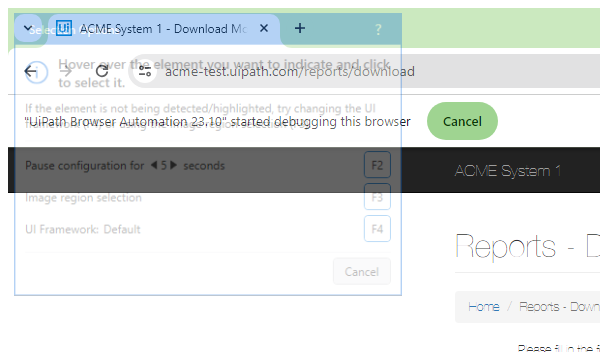 ACME System 1 - Download Mo
?
Hover over the element you want to indicate and click
to select it.
acme-test.uipath.com/reports/download
If the element is not being detected/highlighted, try changing the UI
"UiPath Browser Automation 23.10" started debugging this browser
Cancel
Pause configuration for 5 seconds
F2
ACME System 1
Image region selection
F3
UI Framework: Default
F4
Reports - D
Cancel
Home / Reports - Down
Please fill in the f